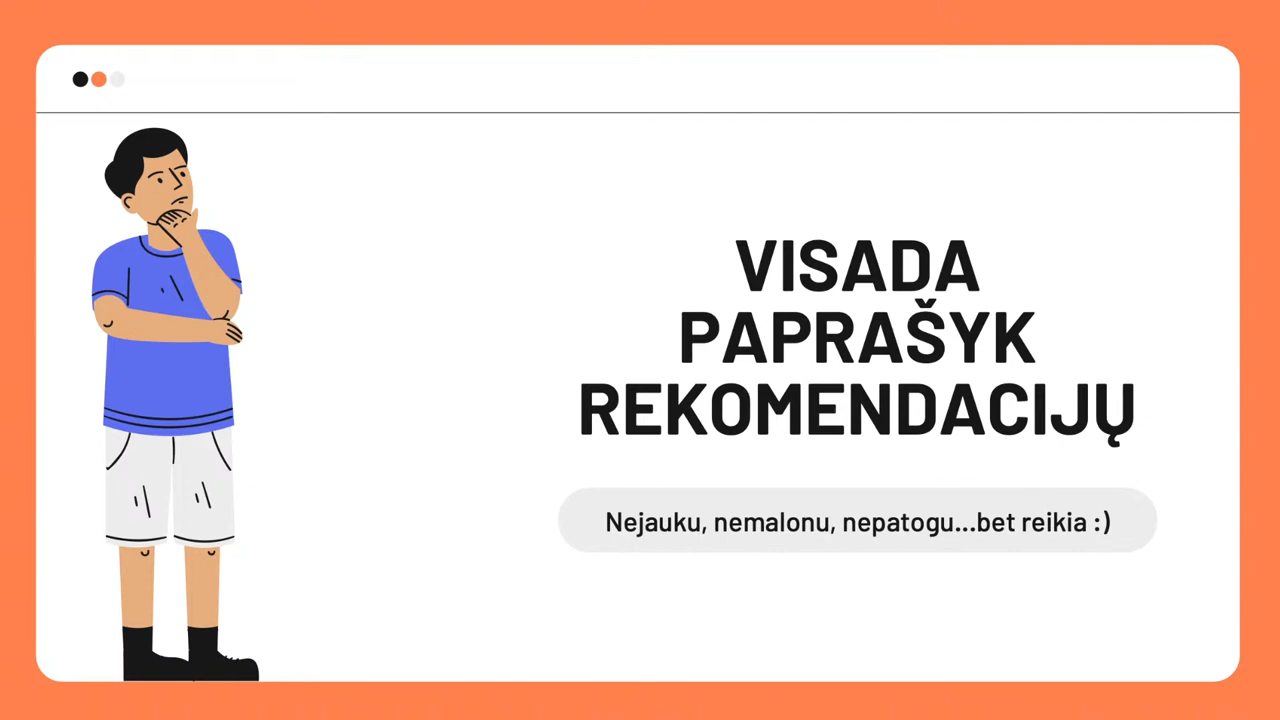 VISADA
PAPRAŠYK
REKOMENDACIJŲ
Nejauku, nemalonu, nepatogu...bet reikia :)